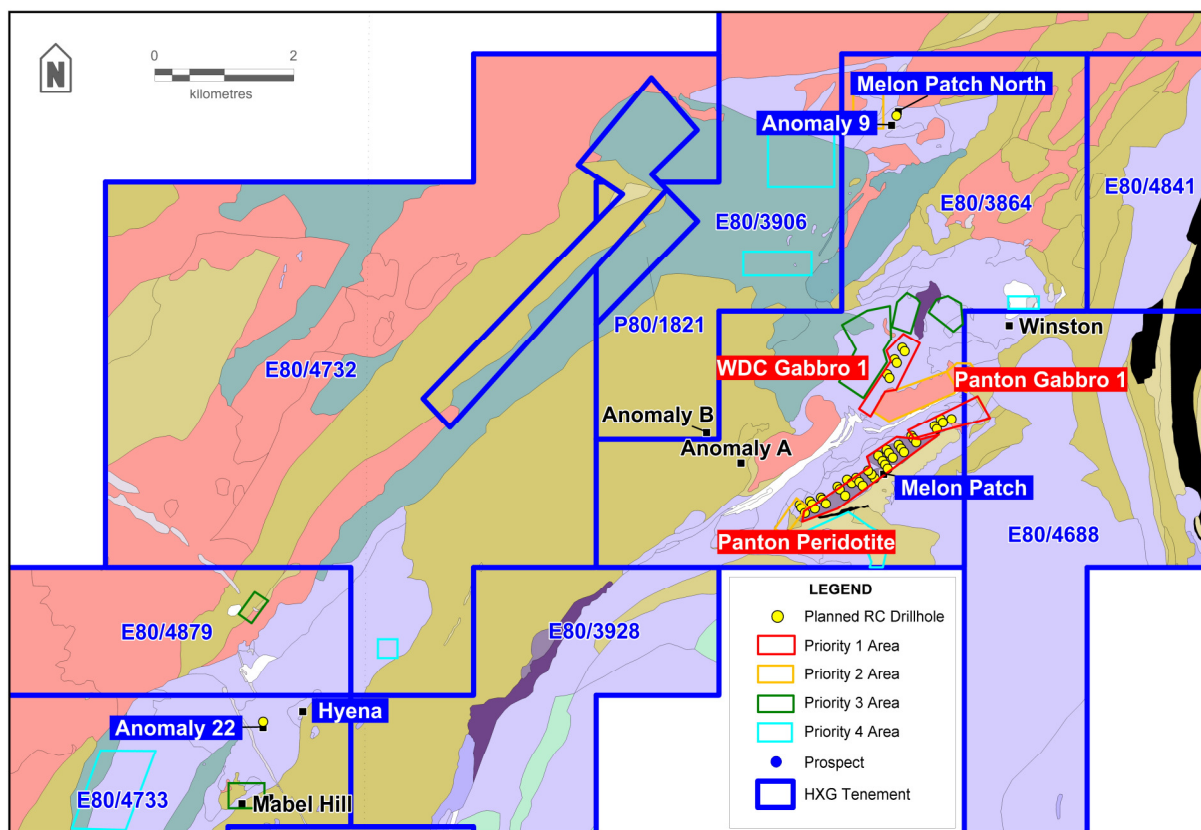 N
0 2
kilometres
Melon Patch North
Anomaly 9
E80/4841
E80/3864
E80/3906
P80/1821
Winston
E80/4732
WDC Gabbro 1
Panton Gabbro 1
Anomaly B
Anomaly A
Melon Patch
Panton Peridotite
E80/4688
E80/4879
E80/3928
Hyena
Anomaly 22
E80/4733
Mabel Hill
LEGEND
Planned RC Drillhole
Priority 1 Area
Priority 2 Area
Priority 3 Area
Priority 4 Area
Prospect
HXG Tenement